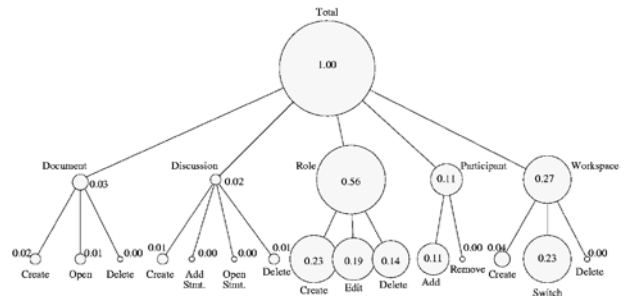 Total
1.00
Document
Discussion
Role
Participant
Workspace
0.03
0.02
0.56
0.11
0.27
0.02
0.01
0.00
0.01
0.00
0.00
0.01
0.23
0.19
0.14
0.11
0.00
0.04
0.23
0.00
Create
Open
Delete
Create
Add
Stmt.
Open
Stmt.
Delete
Create
Edit
Delete
Add
Remove
Create
Switch
Delete